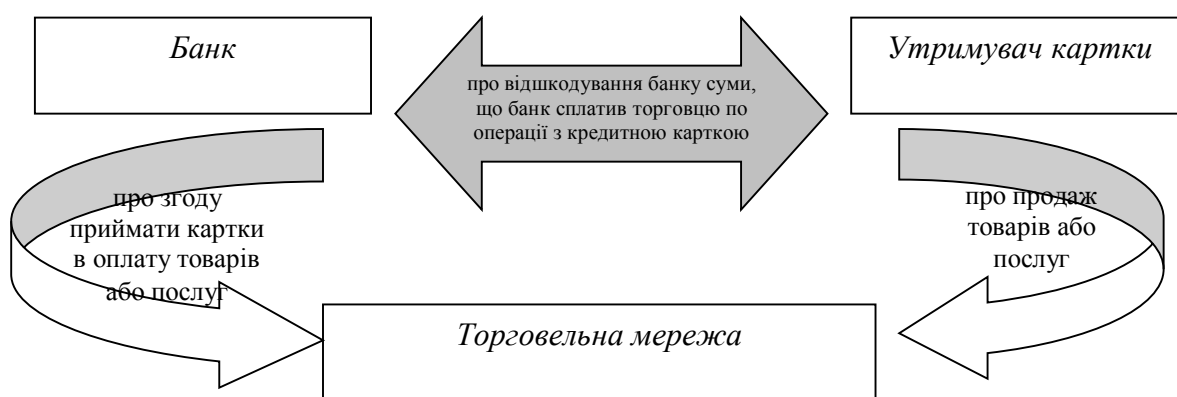 Банк
Утримувач картки
про відшкодування банку суми,
що банк сплатив торговцю по
операції з кредитною карткою
про згоду
приймати картки
в оплату товарів
або послуг
про продаж
товарів або
послуг
Торговельна мережа